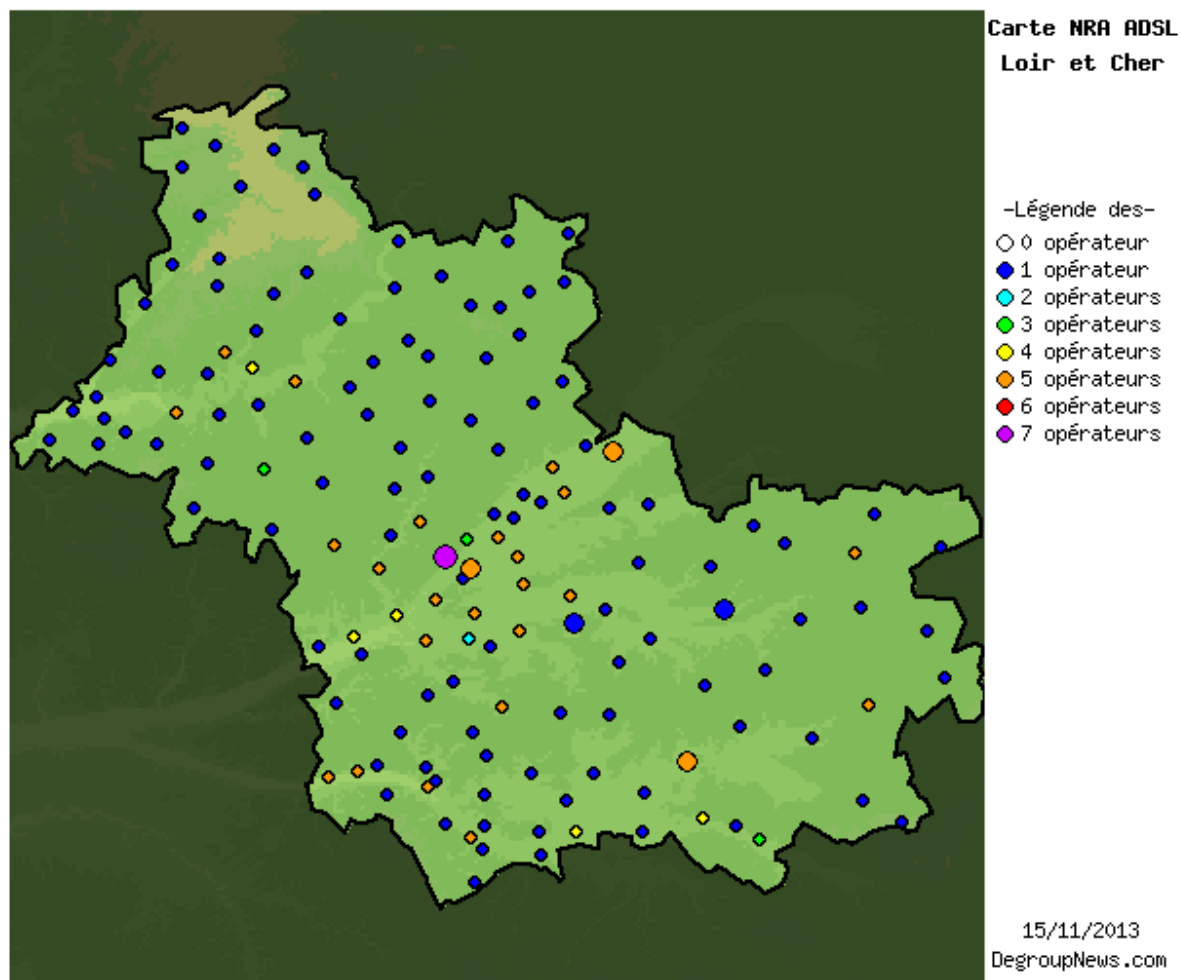 Carte NRA ADSL
Loir et Cher
-Légende des-
0 opérateur
1 opérateur
2 opérateurs
3 opérateurs
4 opérateurs
5 opérateurs
6 opérateurs
7 opérateurs
15/11/2013
DegroupNews.com